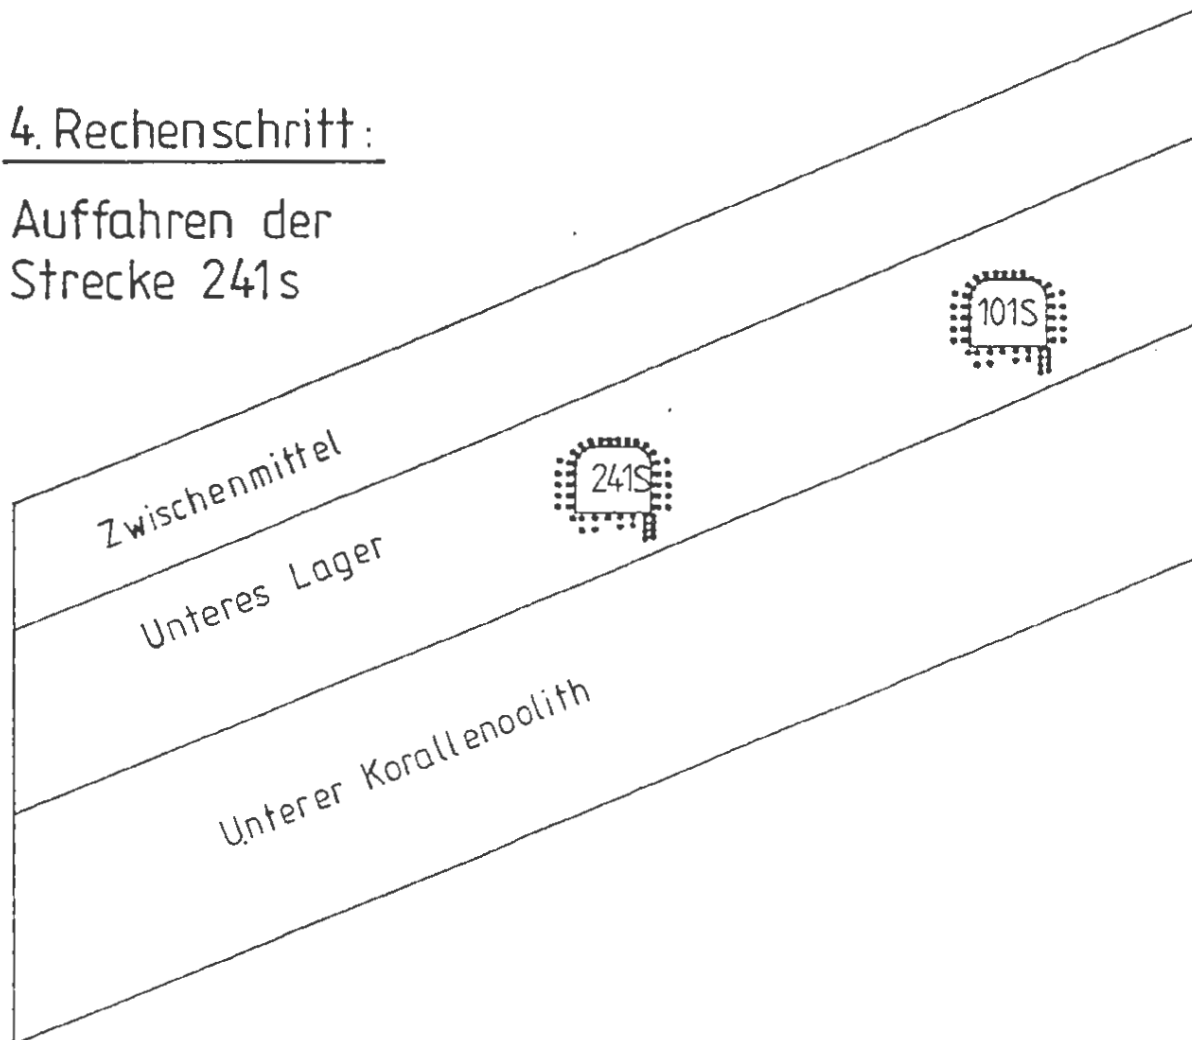 4. Rechenschritt:
Auffahren der
Strecke 241s
101S
241S
Zwischenmittel
Unteres Lager
Unterer Korallenoolith